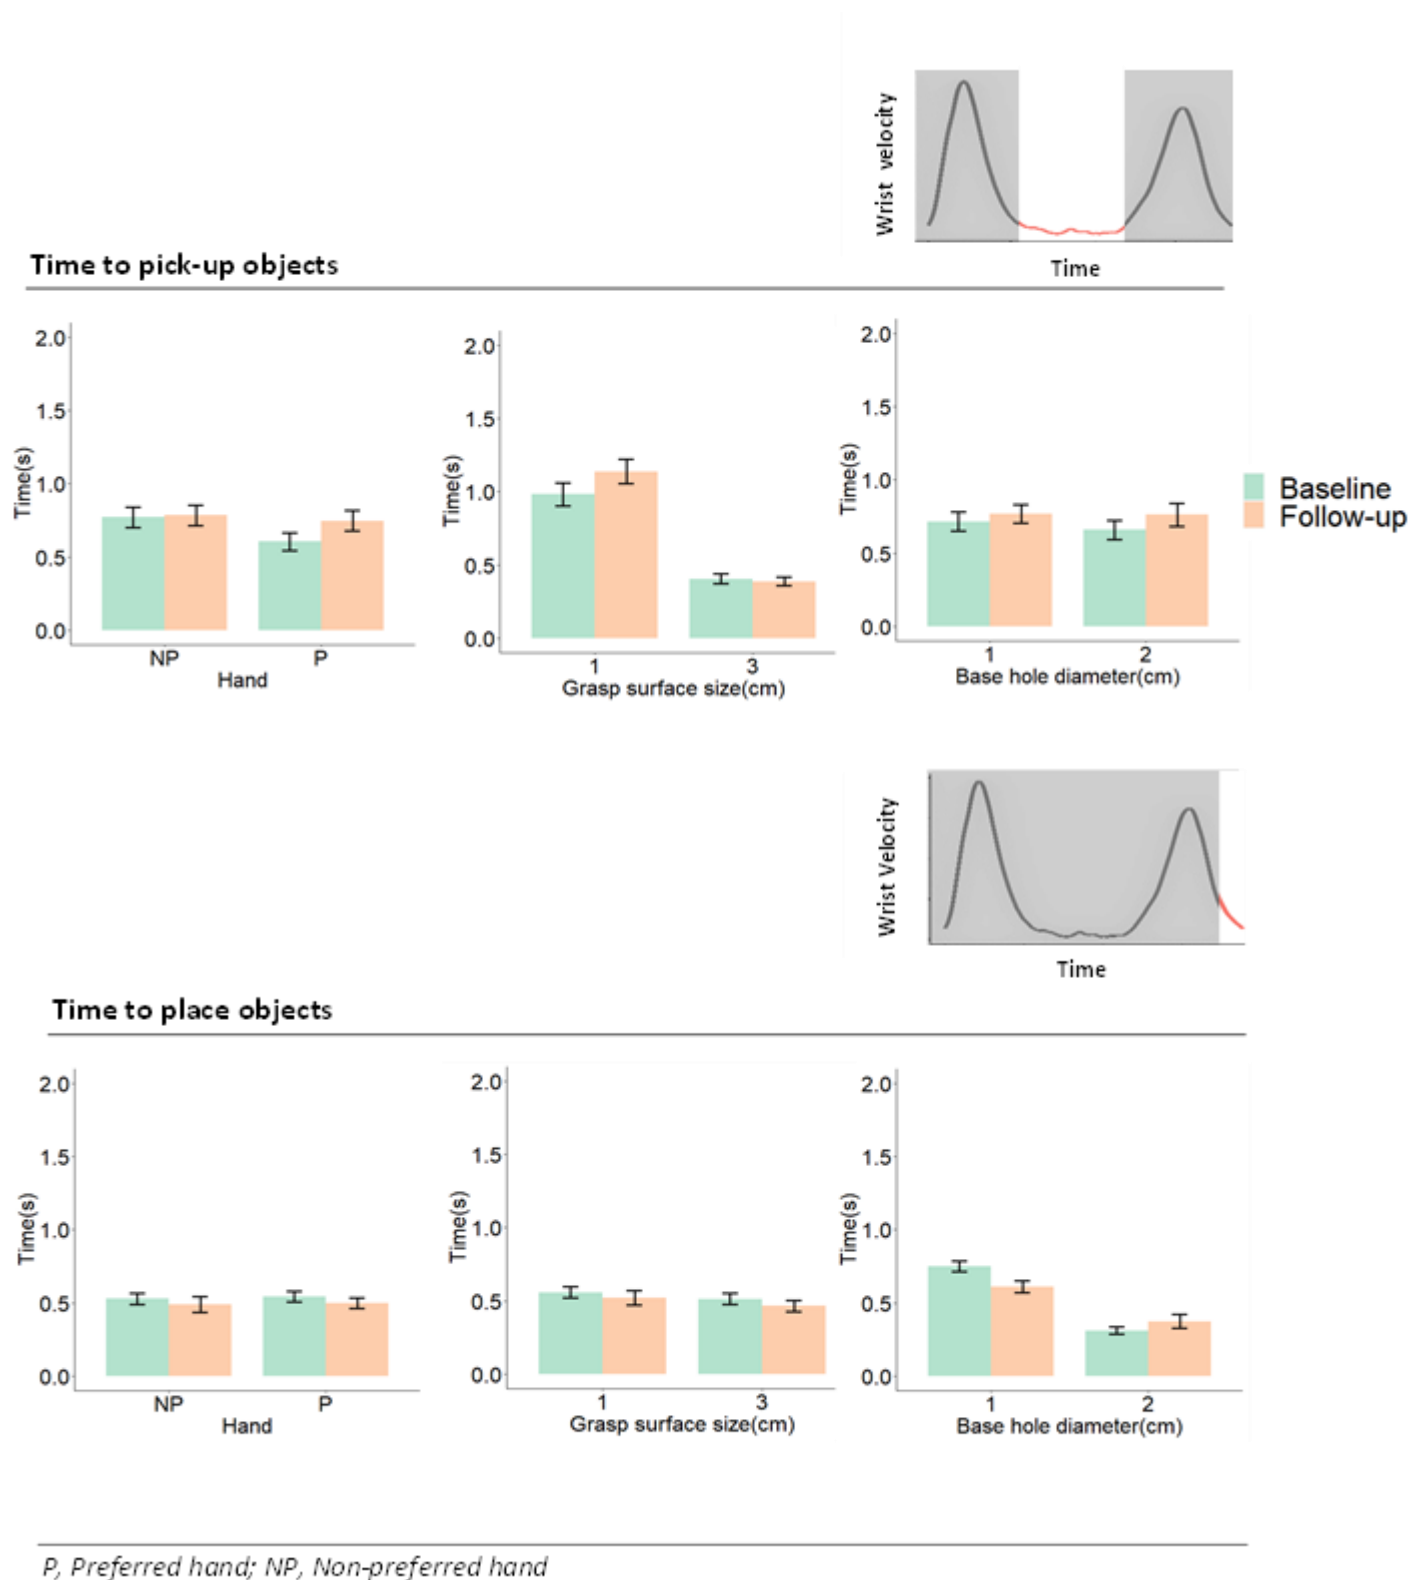 Wrist velocity
Time
Time to pick-up objects
2.0
1.5
1.0
0.5
0.0
Time(s)
NP P
Hand
2.0
1.5
1.0
0.5
0.0
Time(s)
1 3
Grasp surface size(cm)
2.0
1.5
1.0
0.5
0.0
Time(s)
1 2
Base hole diameter(cm)
Baseline
Follow-up
Wrist Velocity
Time
Time to place objects
2.0
1.5
1.0
0.5
0.0
Time(s)
NP P
Hand
2.0
1.5
1.0
0.5
0.0
Time(s)
1 3
Grasp surface size(cm)
2.0
1.5
1.0
0.5
0.0
Time(s)
1 2
Base hole diameter(cm)
P, Preferred hand; NP, Non-preferred hand